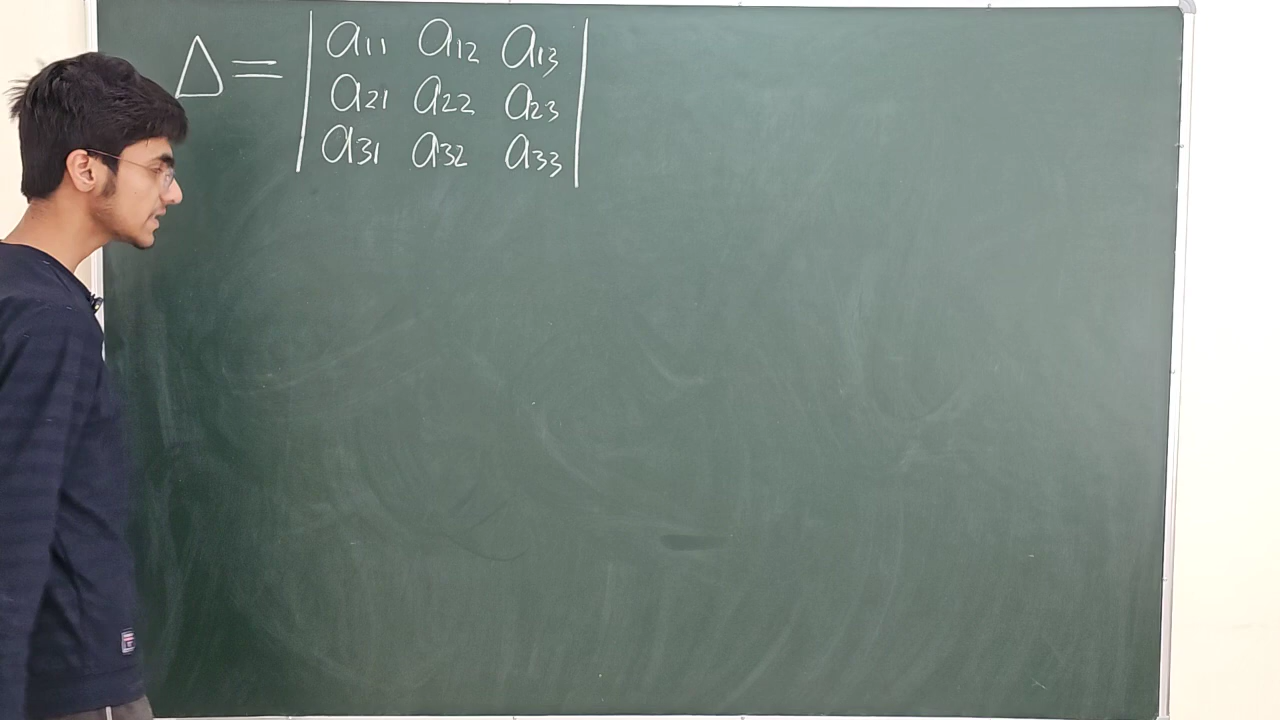 Δ = | a11 a12 a13 |
| a21 a22 a23 |
| a31 a32 a33 |